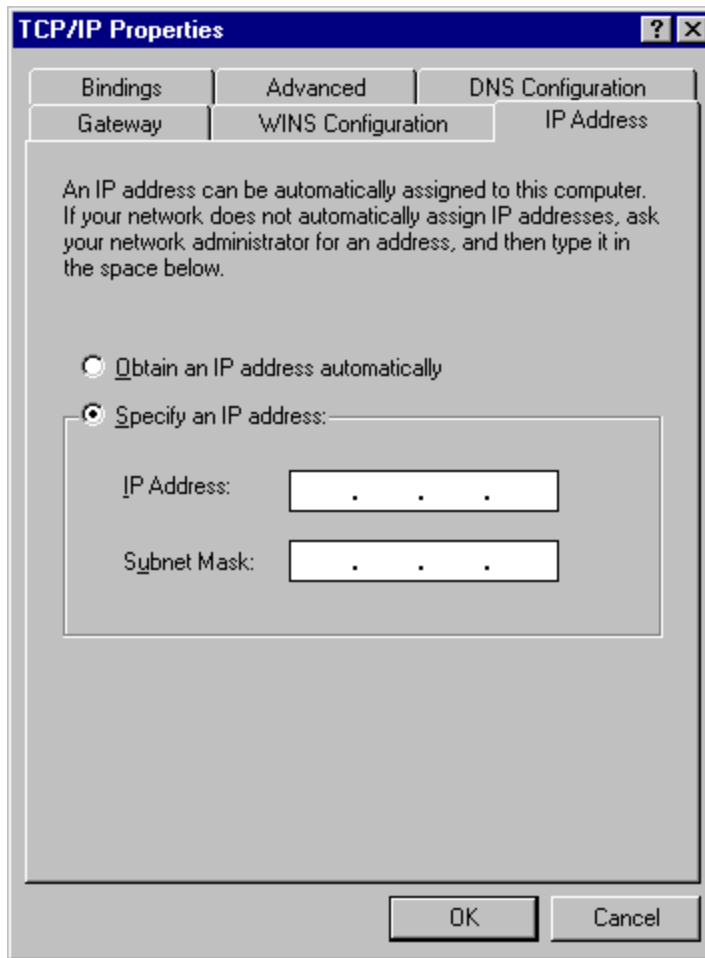 TCP/IP Properties
?
Bindings Advanced DNS Configuration
Gateway WINS Configuration IP Address
An IP address can be automatically assigned to this computer.
If your network does not automatically assign IP addresses, ask
your network administrator for an address, and then type it in
the space below.
Obtain an IP address automatically
Specify an IP address:
IP Address: . . .
Subnet Mask: . . .
OK Cancel